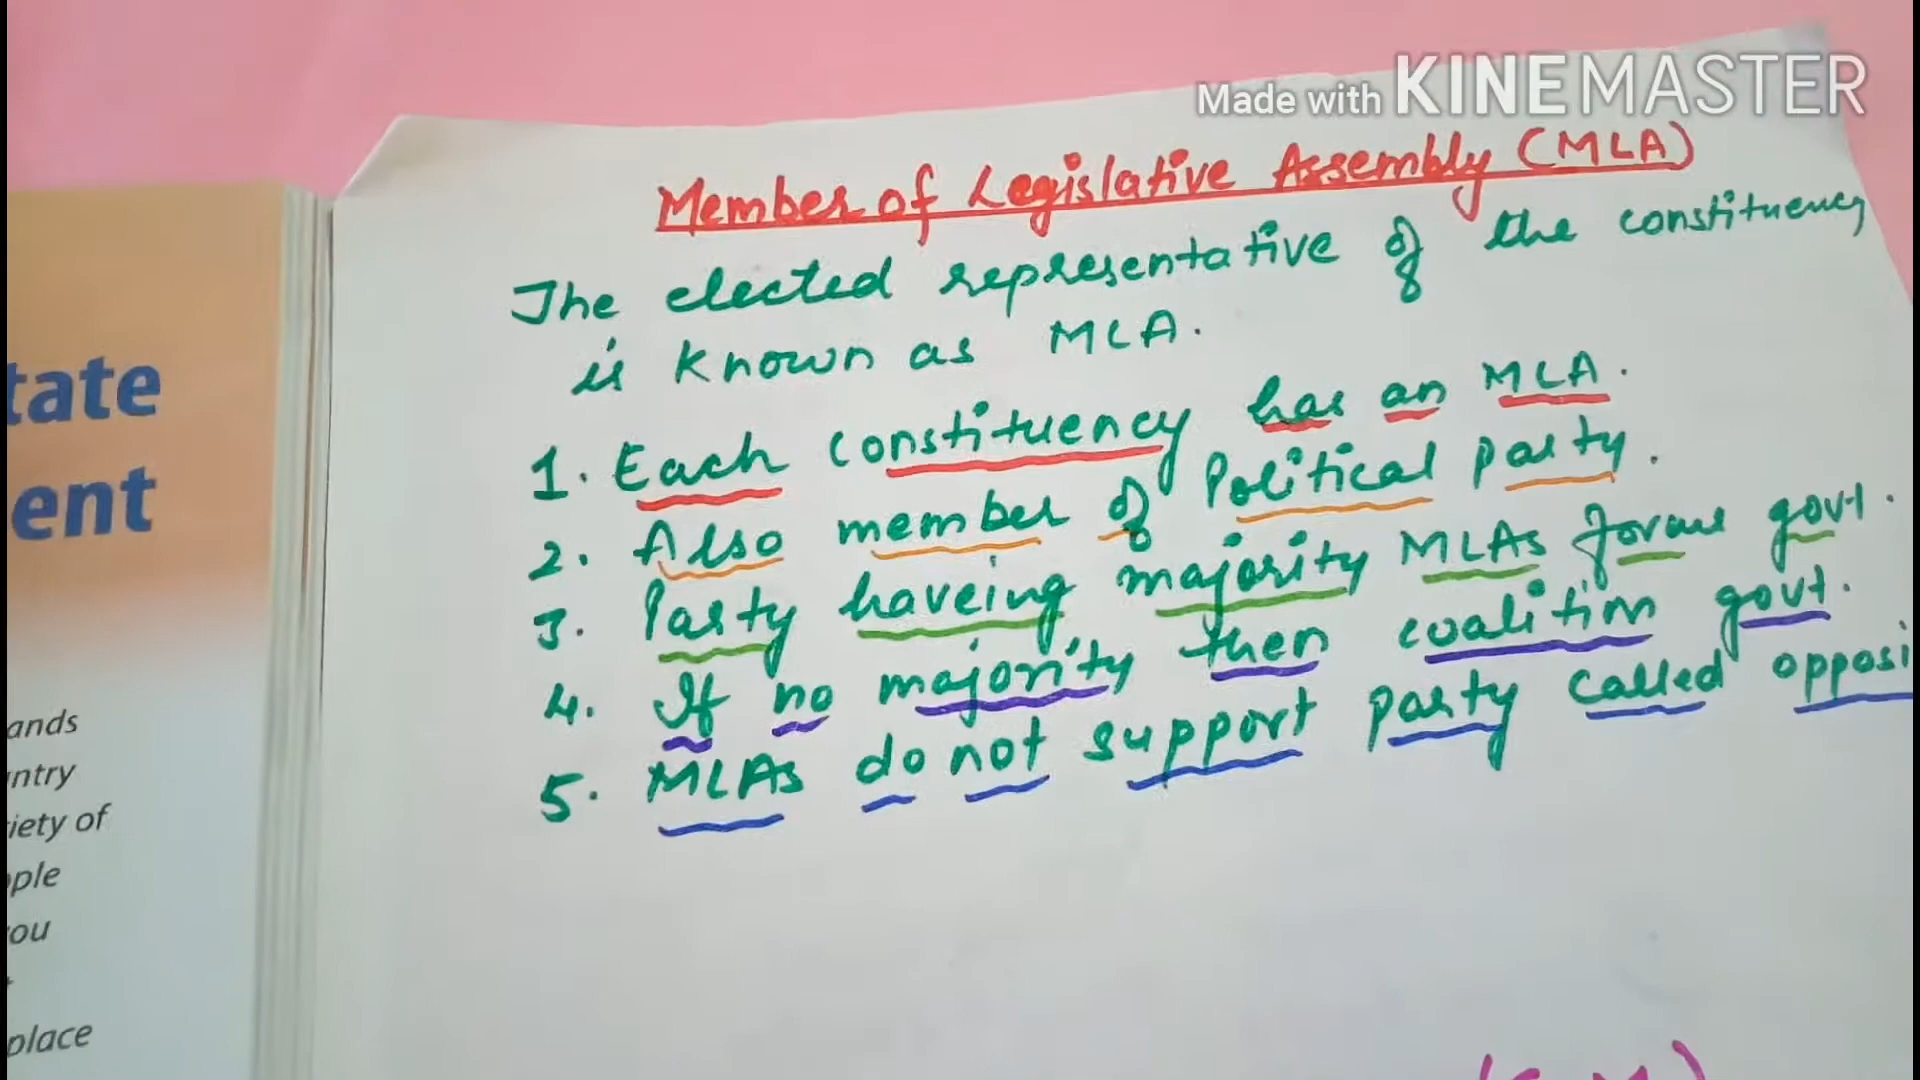 Made with KINEMASTER
Member of Legislative Assembly (MLA)
The elected representative of the constituency
is known as MLA.
1. Each constituency has an MLA.
2. Also member of Political party.
3. Party haveing majority MLAs forms govt.
4. If no majority then coalition govt.
5. MLAs do not support party called opposi
tate
ent
ands
ntry
iety of
ple
ou
place